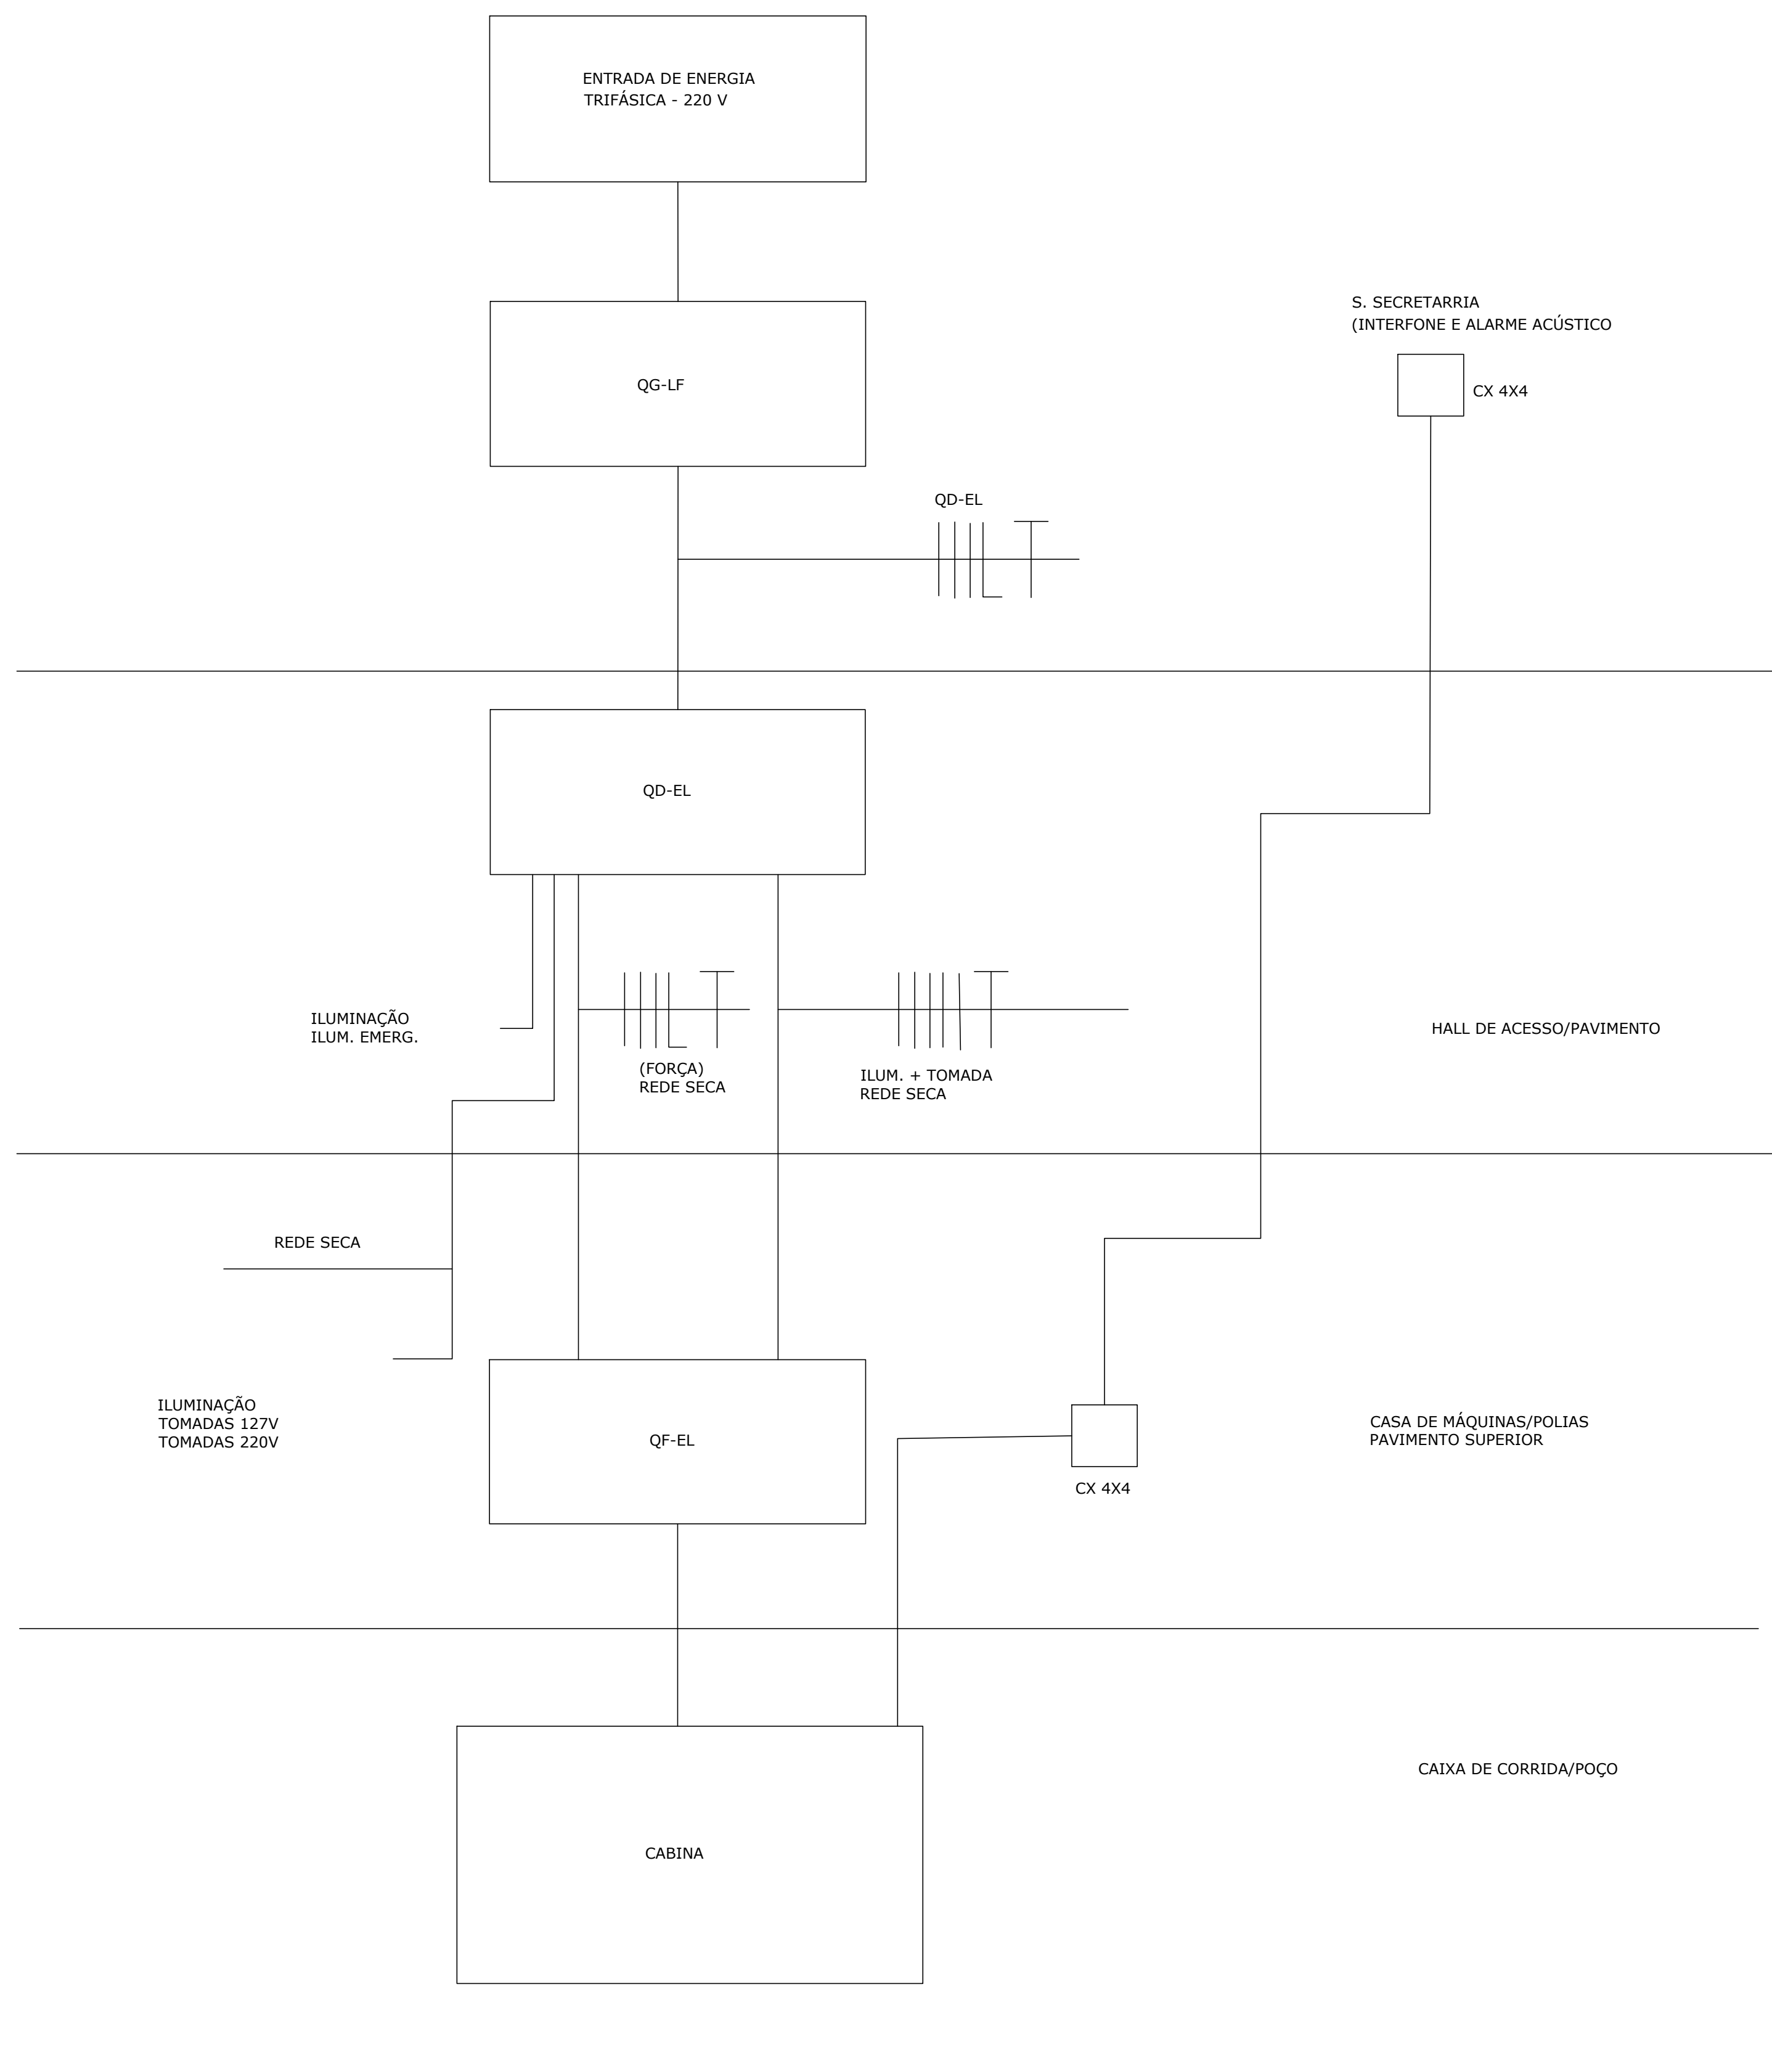 ENTRADA DE ENERGIA
TRIFÁSICA - 220 V
S. SECRETARRIA
(INTERFONE E ALARME ACÚSTICO
QG-LF
CX 4X4
QD-EL
QD-EL
ILUMINAÇÃO
ILUM. EMERG.
(FORÇA)
REDE SECA
ILUM. + TOMADA
REDE SECA
HALL DE ACESSO/PAVIMENTO
REDE SECA
ILUMINAÇÃO
TOMADAS 127V
TOMADAS 220V
QF-EL
CX 4X4
CASA DE MÁQUINAS/POLIAS
PAVIMENTO SUPERIOR
CAIXA DE CORRIDA/POÇO
CABINA